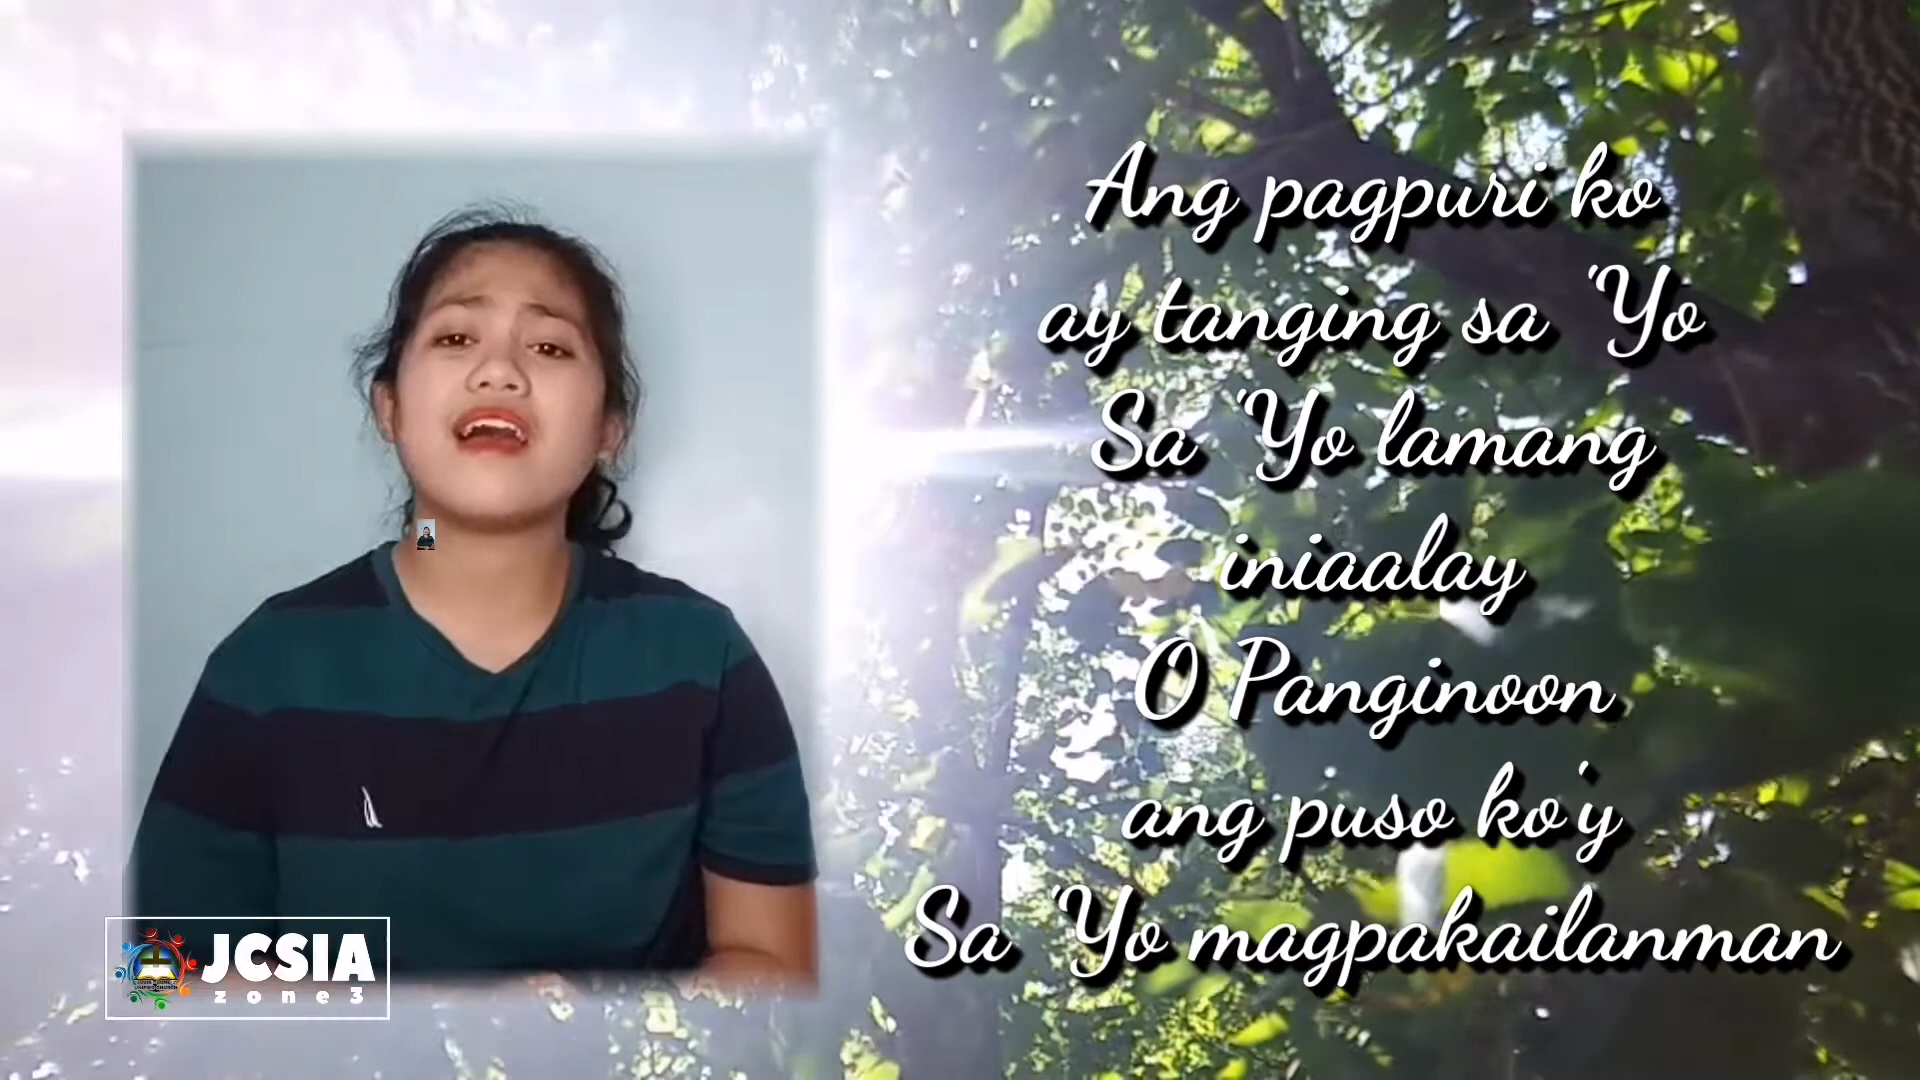 Ang pagpuri ko
ay tanging sa 'Yo
Sa 'Yo lamang
iniaalay
O Panginoon
ang puso ko'y
Sa 'Yo magpakailanman
JCSIA
zone3